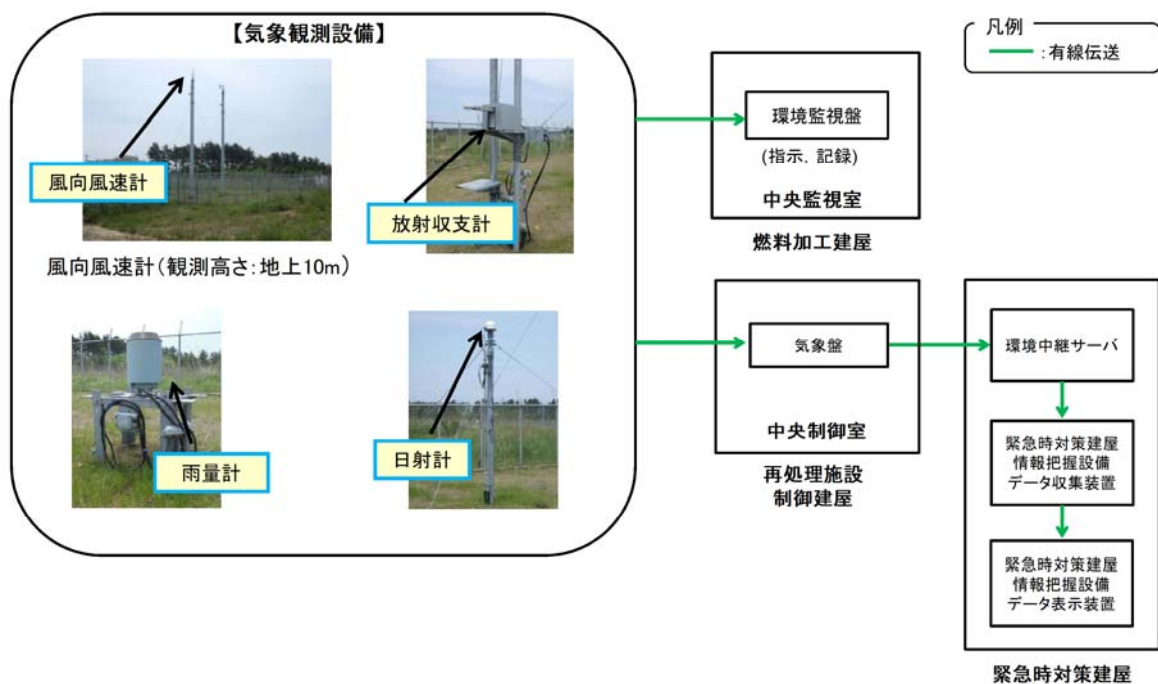 【気象観測設備】
風向風速計
放射収支計
風向風速計(観測高さ:地上10m)
雨量計
日射計
環境監視盤
(指示,記録)
中央監視室
燃料加工建屋
気象盤
中央制御室
再処理施設
制御建屋
凡例
:有線伝送
環境中継サーバ
緊急時対策建屋
情報把握設備
データ収集装置
緊急時対策建屋
情報把握設備
データ表示装置
緊急時対策建屋